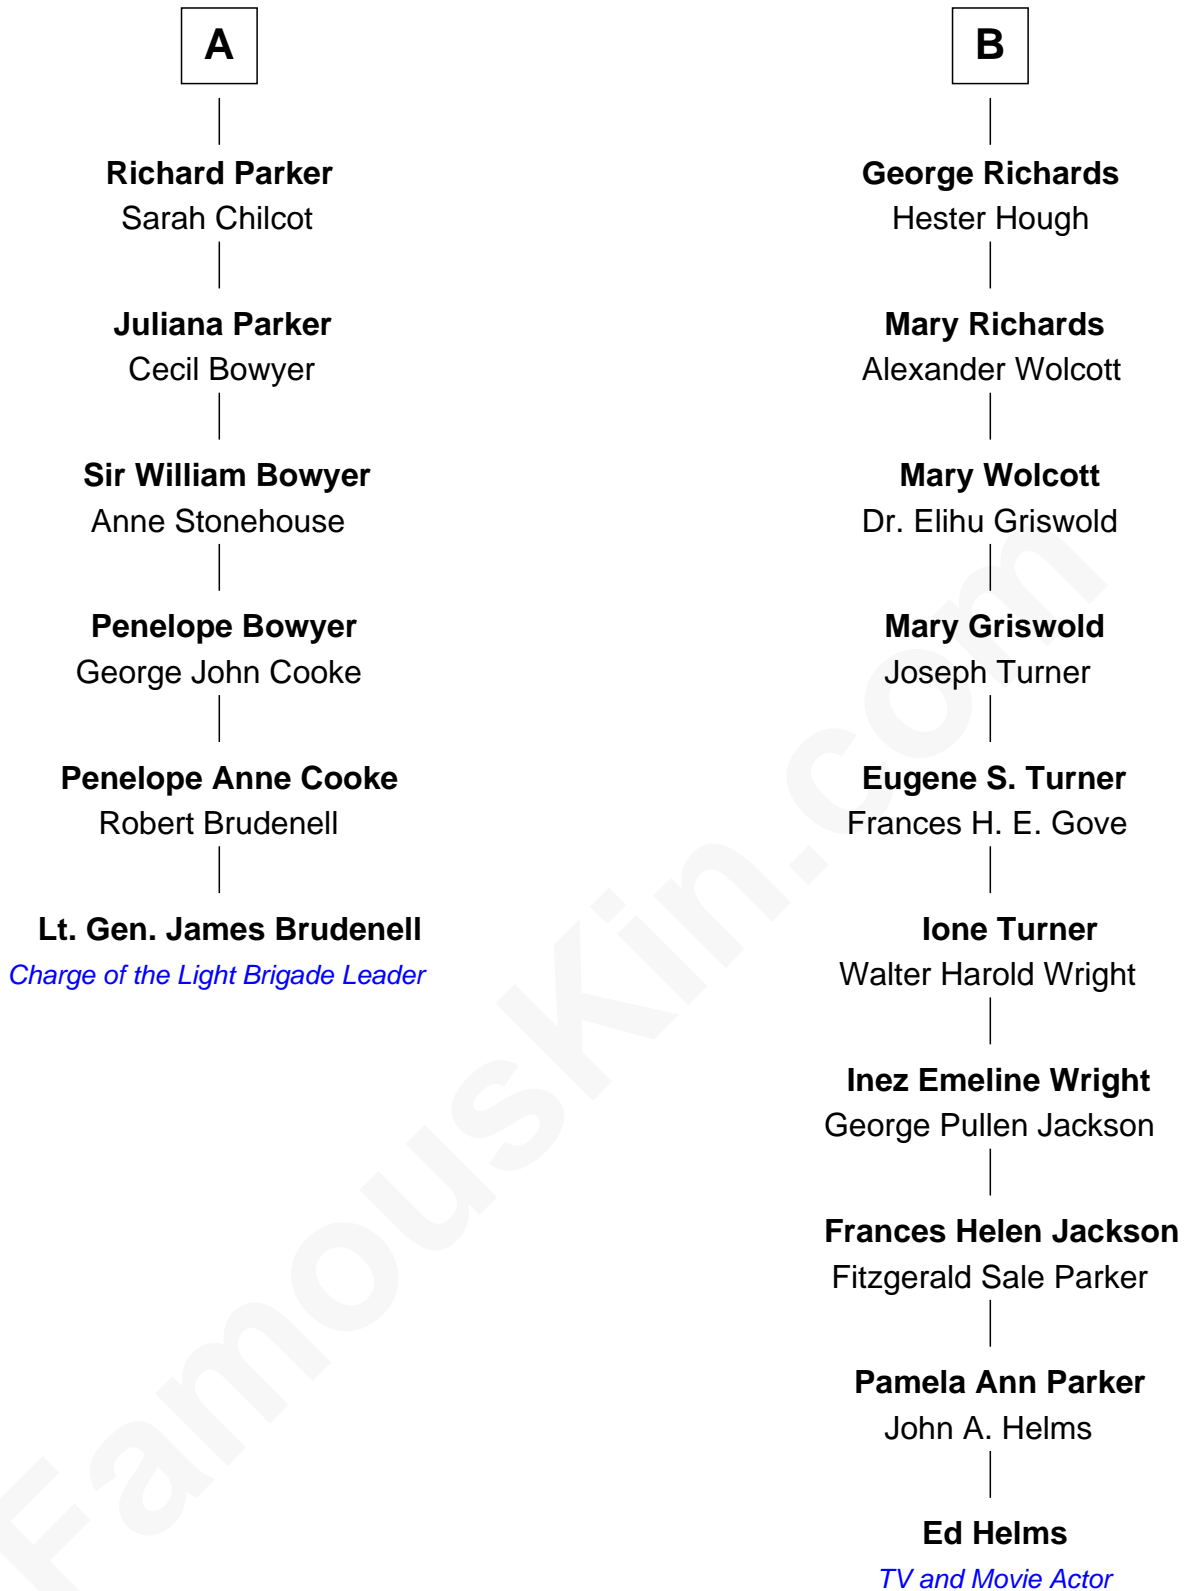 A
Richard Parker
Sarah Chilcot
Juliana Parker
Cecil Bowyer
Sir William Bowyer
Anne Stonehouse
Penelope Bowyer
George John Cooke
Penelope Anne Cooke
Robert Brudenell
Lt. Gen. James Brudenell
Charge of the Light Brigade Leader
B
George Richards
Hester Hough
Mary Richards
Alexander Wolcott
Mary Wolcott
Dr. Elihu Griswold
Mary Griswold
Joseph Turner
Eugene S. Turner
Frances H. E. Gove
Ione Turner
Walter Harold Wright
Inez Emeline Wright
George Pullen Jackson
Frances Helen Jackson
Fitzgerald Sale Parker
Pamela Ann Parker
John A. Helms
Ed Helms
TV and Movie Actor
FamousKin.com